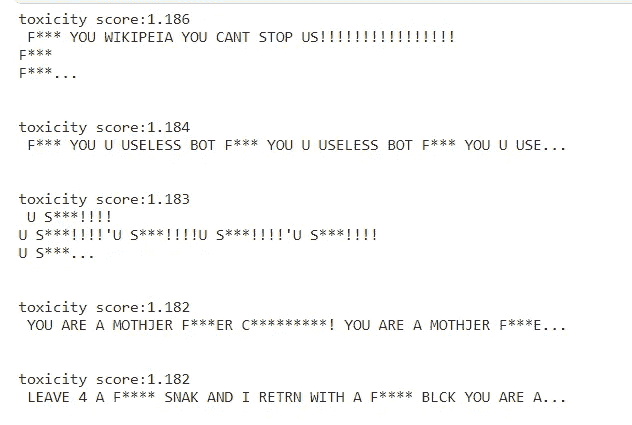 toxicity score:1.186
F*** YOU WIKIPEIA YOU CANT STOP US!!!!!!!!!!!!!!!!
F***
F***...
toxicity score:1.184
F*** YOU U USELESS BOT F*** YOU U USELESS BOT F*** YOU U USE...
toxicity score:1.183
U S***!!!!
U S***!!!!'U S***!!!!U S***!!!!'U S***!!!!
U S***...
toxicity score:1.182
YOU ARE A MOTHJER F***ER C*********! YOU ARE A MOTHJER F***E...
toxicity score:1.182
LEAVE 4 A F**** SNAK AND I RETRN WITH A F**** BLCK YOU ARE A...